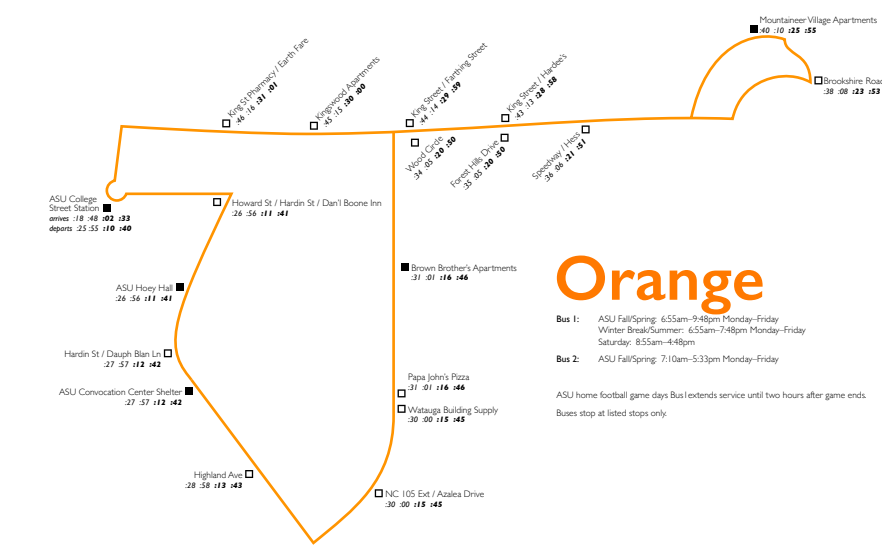 Mountaineer Village Apartments
:40 :10 :25 :55
Brookshire Road
:38 :08 :23 :53
King St Pharmacy / Earth Fare
:46 :16 :31 :01
Kingswood Apartments
:45 :15 :30 :00
King Street / Farthing Street
:44 :14 :29 :59
King Street / Hardee's
:43 :13 :28 :58
Wood Circle
:34 :05 :20 :50
Forest Hills Drive
:35 :05 :20 :50
Speedway / Hess
:36 :06 :21 :51
ASU College
Street Station
arrives :18 :48 :02 :33
departs :25 :55 :10 :40
Howard St / Hardin St / Dan'l Boone Inn
:26 :56 :11 :41
ASU Hoey Hall
:26 :56 :11 :41
Brown Brother's Apartments
:31 :01 :16 :46
Orange
Bus 1: ASU Fall/Spring: 6:55am–9:48pm Monday–Friday
Winter Break/Summer: 6:55am–7:48pm Monday–Friday
Saturday: 8:55am–4:48pm
Bus 2: ASU Fall/Spring: 7:10am–5:33pm Monday–Friday
ASU home football game days Bus 1 extends service until two hours after game ends.
Buses stop at listed stops only.
Hardin St / Dauph Blan Ln
:27 :57 :12 :42
ASU Convocation Center Shelter
:27 :57 :12 :42
Papa John's Pizza
:31 :01 :16 :46
Watauga Building Supply
:30 :00 :15 :45
Highland Ave
:28 :58 :13 :43
NC 105 Ext / Azalea Drive
:30 :00 :15 :45